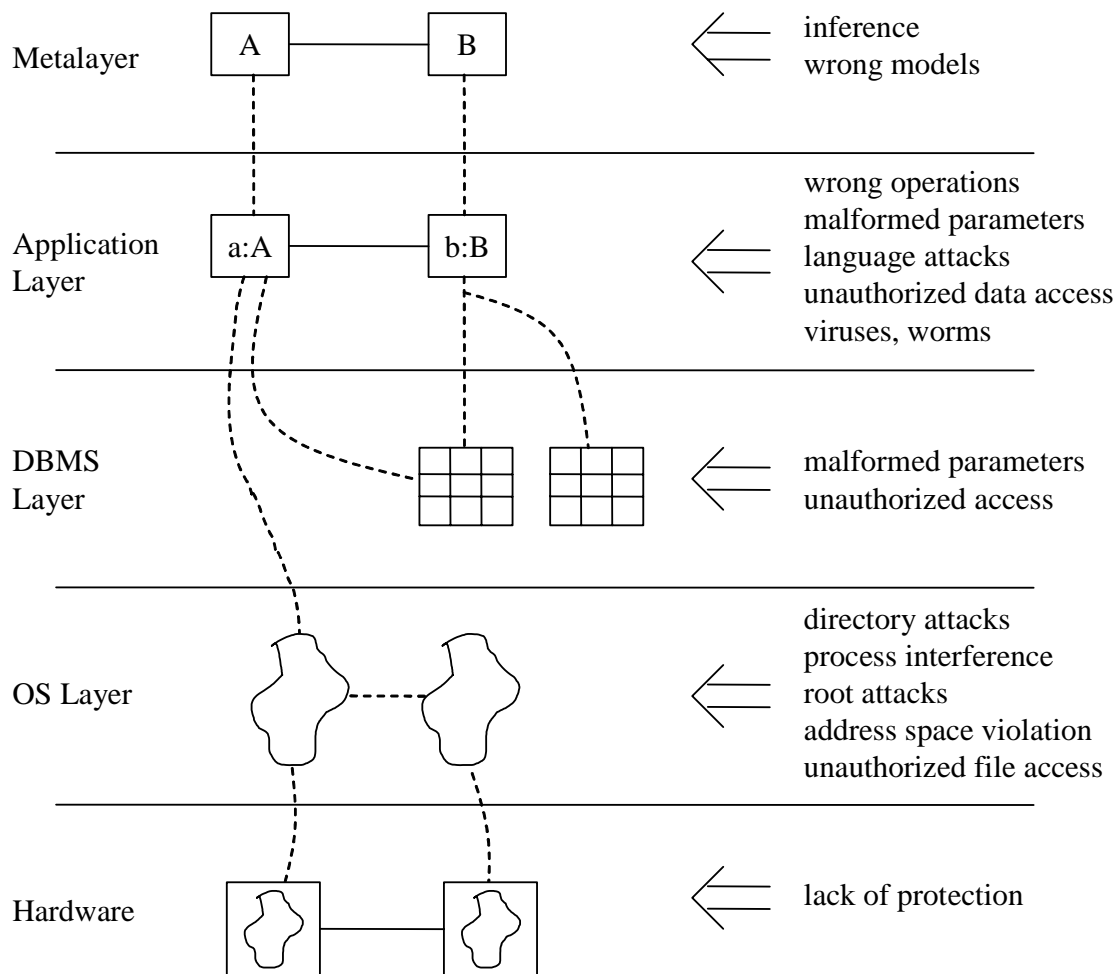 A
B
Metalayer
inference
wrong models
Application
Layer
a:A
b:B
wrong operations
malformed parameters
language attacks
unauthorized data access
viruses, worms
DBMS
Layer
malformed parameters
unauthorized access
OS Layer
directory attacks
process interference
root attacks
address space violation
unauthorized file access
Hardware
lack of protection